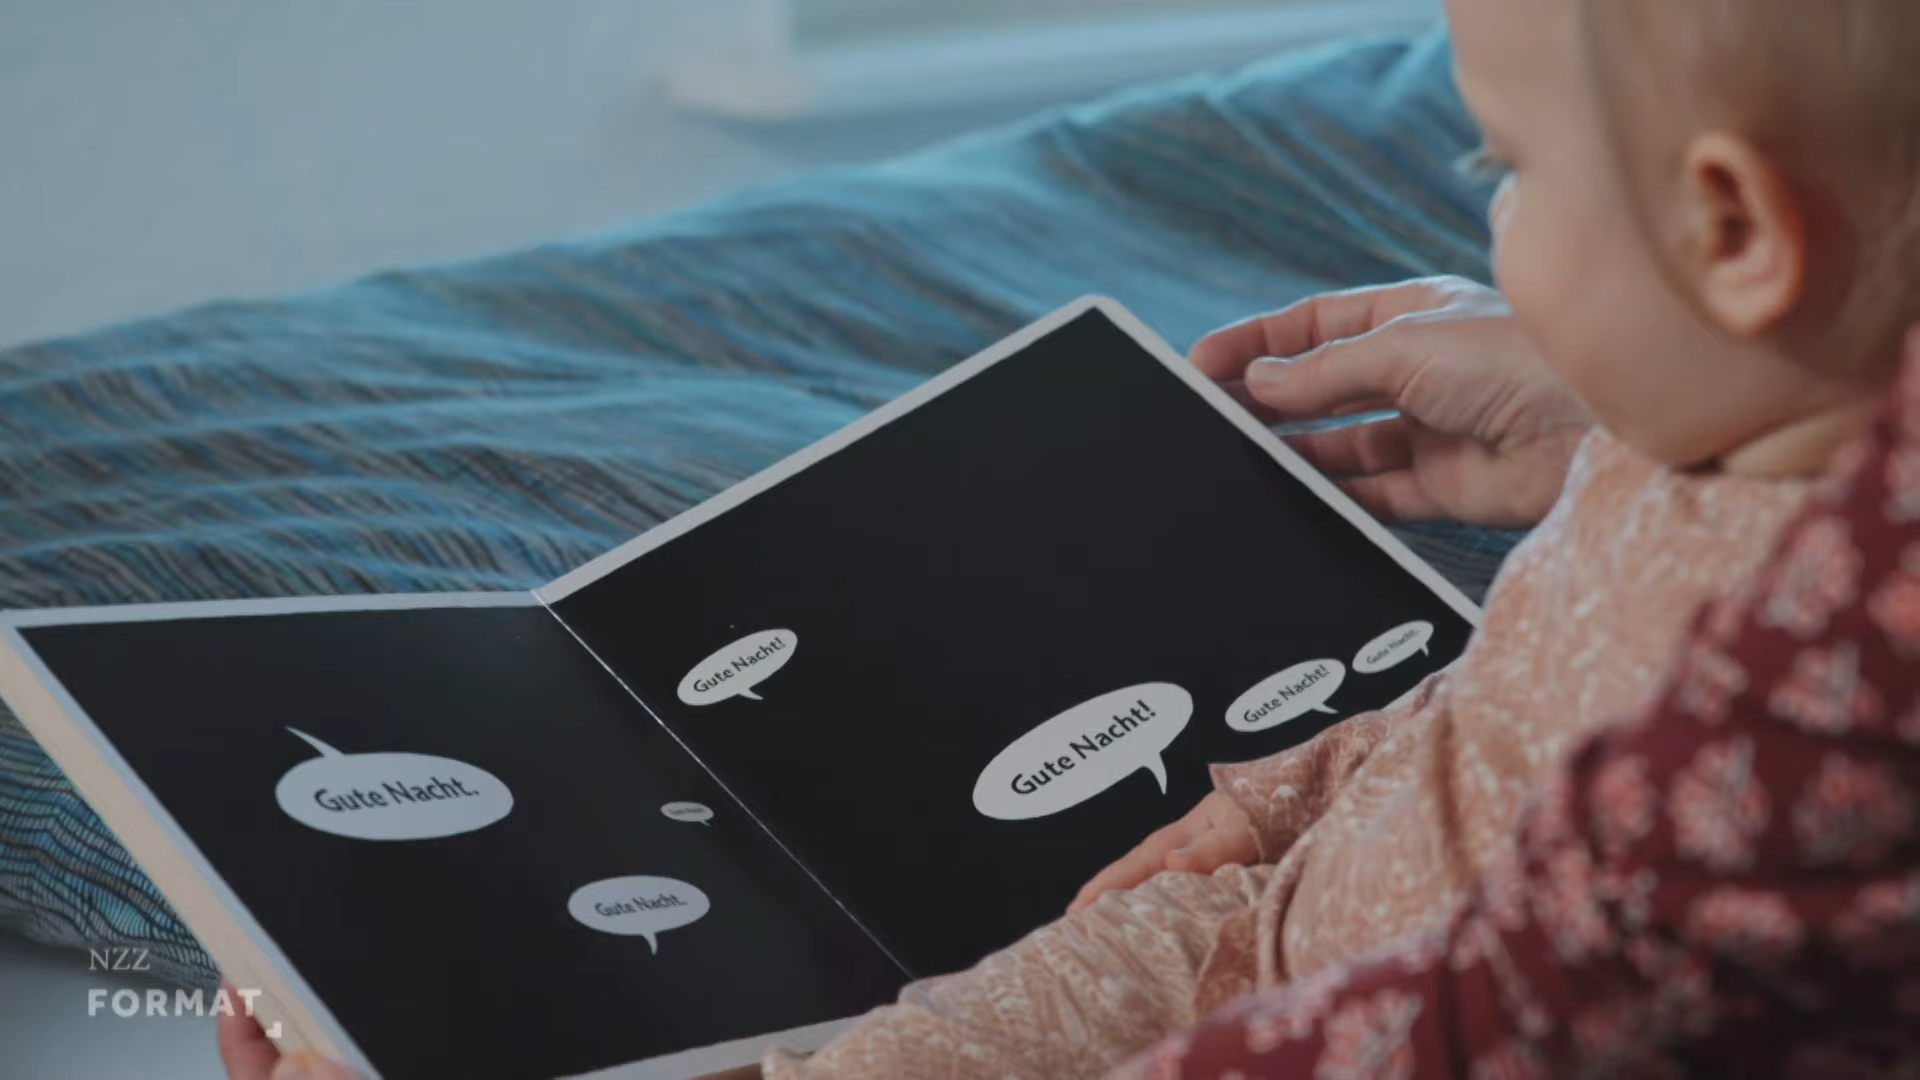 Gute Nacht,
Gute Nacht.
Gute Nacht!
Gute Nacht!
Gute Nacht!
Gute Nacht.
NZZ
FORMAT